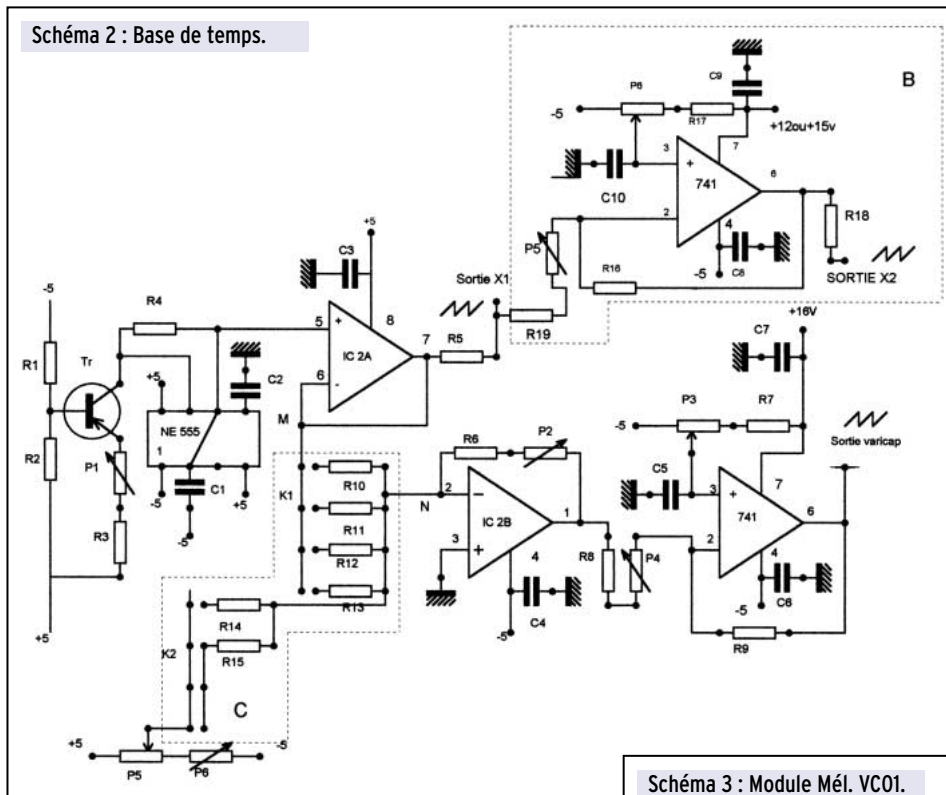 Schéma 2 : Base de temps.
B
C9
P6
-5
R17
+12ou+15v
3
+
7
C10
741
6
2
4
R18
P5
-5
C8
SORTIE X2
R16
R19
+5
C3
Sortie X1
-5
R4
5
+
8
7
R5
IC 2A
6
-
R1
Tr
+5
C2
M
NE 555
1
R2
P1
-5
C1
+5
R3
-5
+5
K1
R10
R11
R12
R13
N
R6
P2
2
-
IC 2B
1
3
+
4
R8
P4
-5
C4
+16V
C7
P3
R7
-5
Sortie varicap
C5
3
+
7
741
6
2
4
-5
C6
R9
R14
K2
R15
C
+5
P5
P6
-5
Schéma 3 : Module Mél. VCO1.